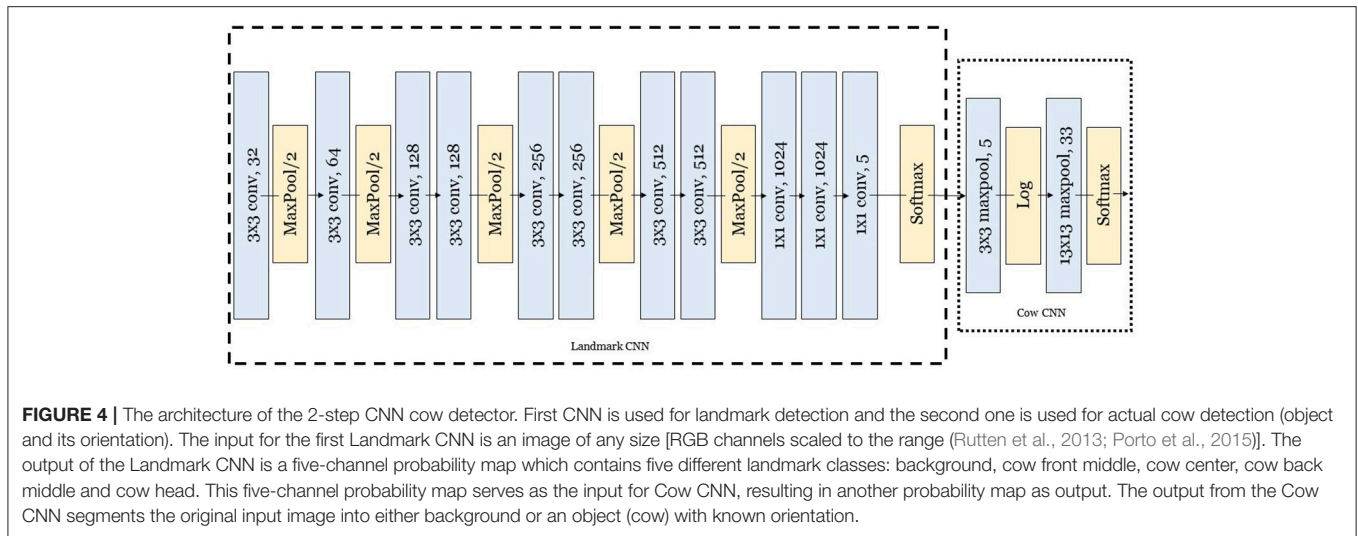 3x3 conv, 32
MaxPool/2
3x3 conv, 64
MaxPool/2
3x3 conv, 128
3x3 conv, 128
MaxPool/2
3x3 conv, 256
3x3 conv, 256
MaxPool/2
3x3 conv, 512
3x3 conv, 512
MaxPool/2
1x1 conv, 1024
1x1 conv, 1024
1x1 conv, 5
Softmax
Landmark CNN
3x3 maxpool, 5
Log
13x13 maxpool, 33
Softmax
Cow CNN
FIGURE 4 | The architecture of the 2-step CNN cow detector. First CNN is used for landmark detection and the second one is used for actual cow detection (object
and its orientation). The input for the first Landmark CNN is an image of any size [RGB channels scaled to the range (Rutten et al., 2013; Porto et al., 2015)]. The
output of the Landmark CNN is a five-channel probability map which contains five different landmark classes: background, cow front middle, cow center, cow back
middle and cow head. This five-channel probability map serves as the input for Cow CNN, resulting in another probability map as output. The output from the Cow
CNN segments the original input image into either background or an object (cow) with known orientation.